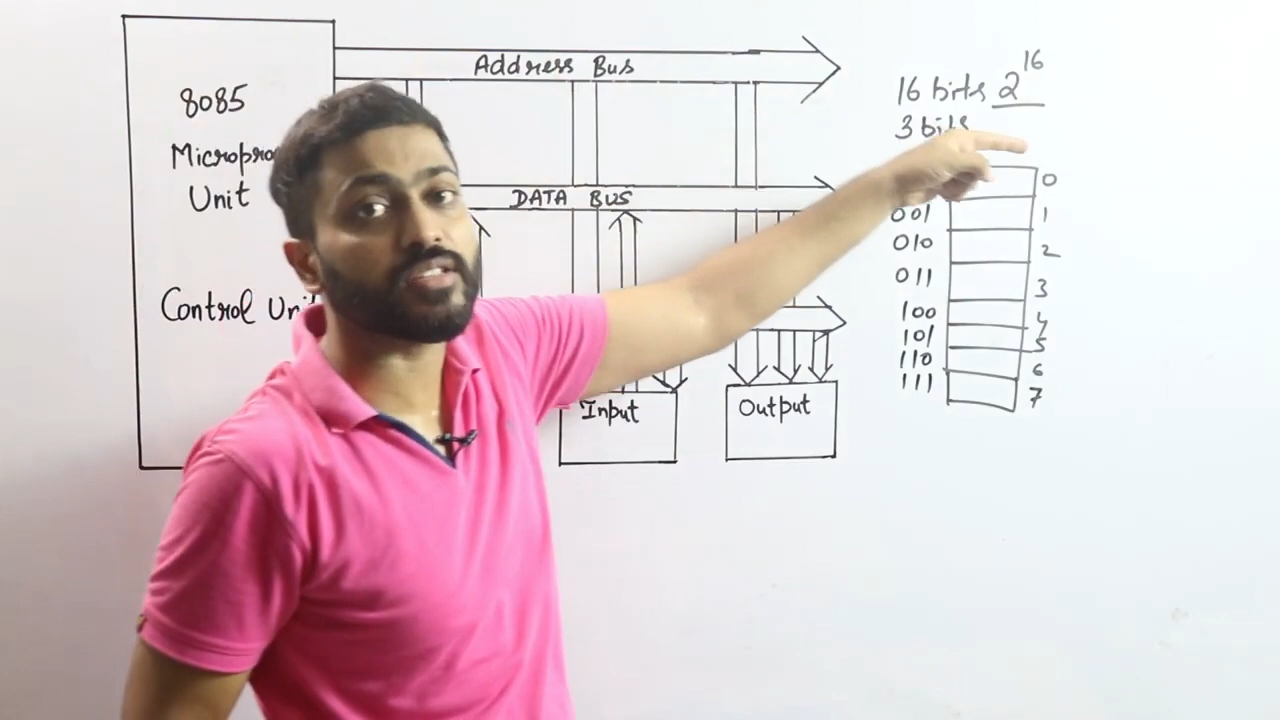 Address Bus
8085
Unit
DATA BUS
Control
Input
Output
16 bits 2^16
3 bits
0
001 1
010 2
011 3
100 4
101 5
110 6
111 7